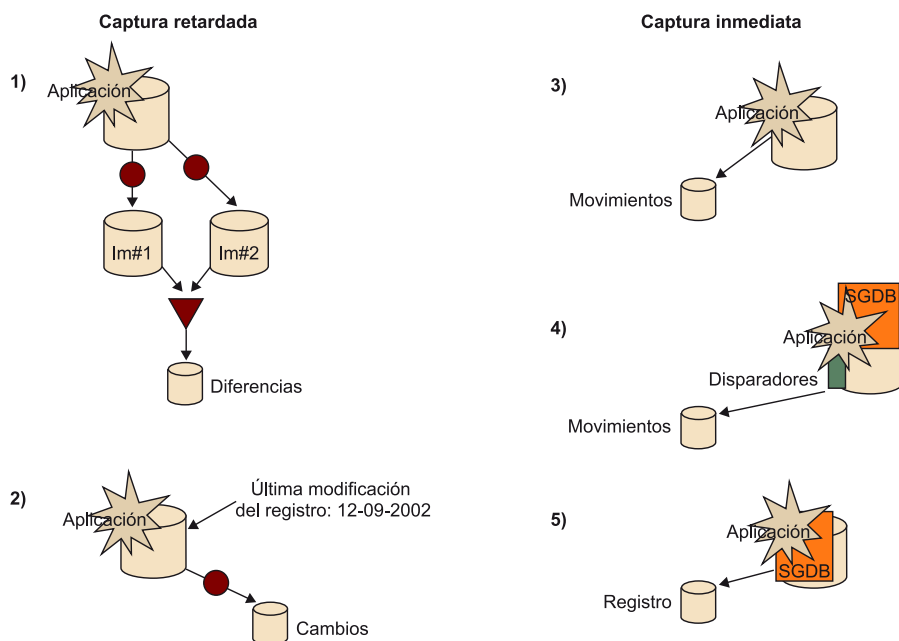 Captura retardada
1)
Aplicación
Im#1
Im#2
Diferencias
2)
Aplicación
Última modificación
del registro: 12-09-2002
Cambios
Captura inmediata
3)
Aplicación
Movimientos
4)
SGDB
Aplicación
Disparadores
Movimientos
5)
Aplicación
SGDB
Registro